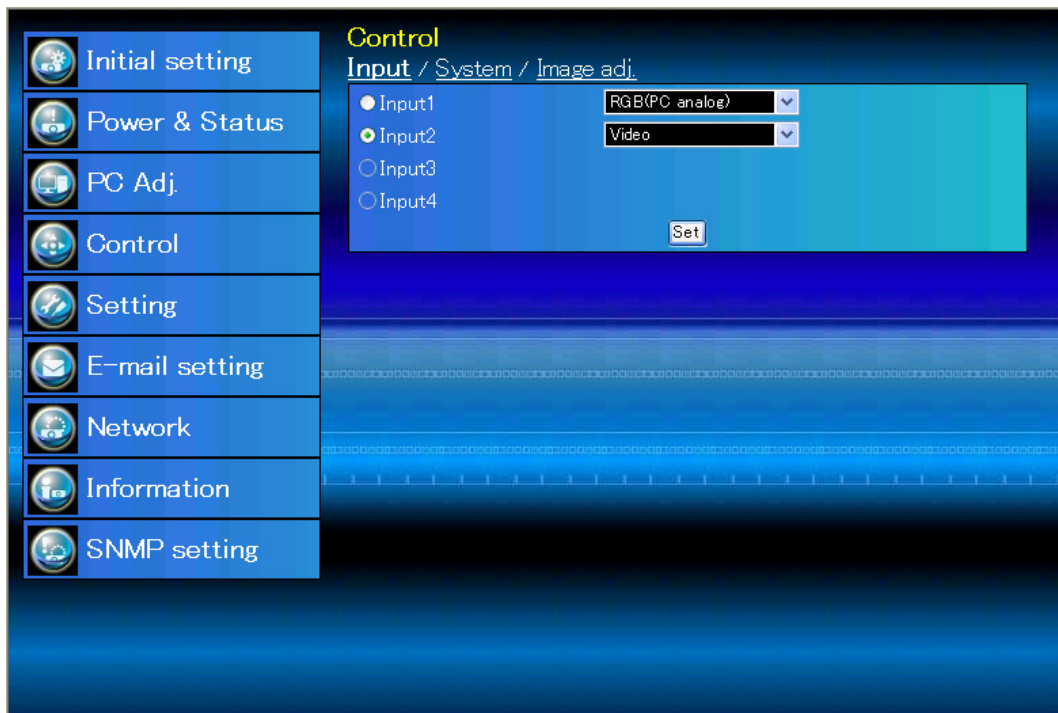 Initial setting
Power & Status
PC Adj.
Control
Setting
E-mail setting
Network
Information
SNMP setting
Control
Input / System / Image adj.
Input1 RGB(PC analog)
Input2 Video
Input3
Input4
Set